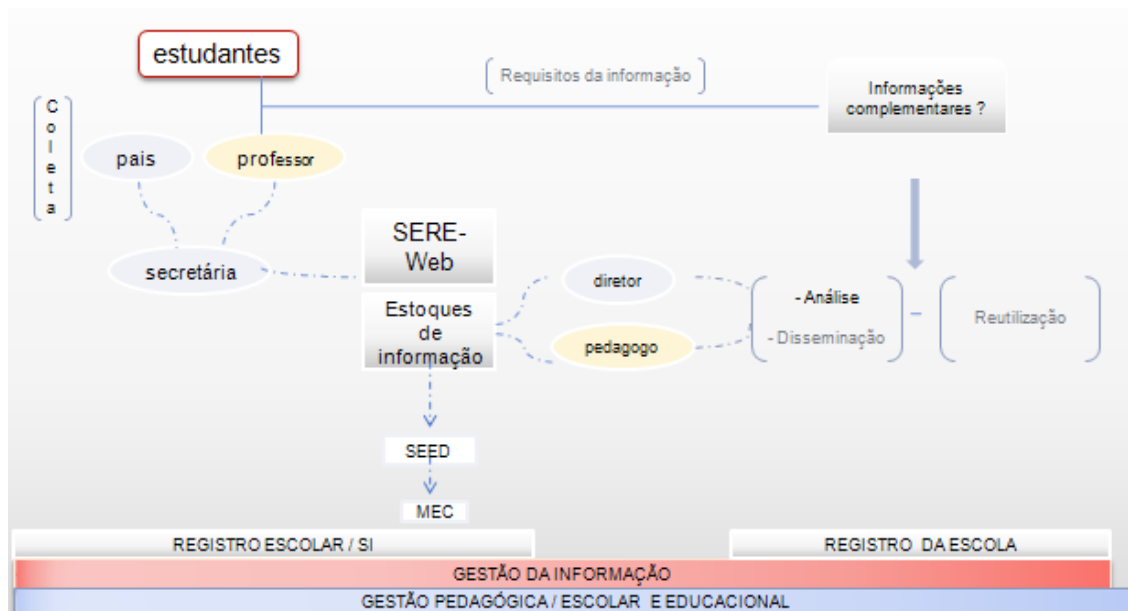 estudantes
Requisitos da informação
Informações
complementares ?
Coleta
pais
professor
secretária
SERE-
Web
Estoques
de
informação
diretor
pedagogo
- Análise
- Disseminação
–
Reutilização
SEED
MEC
REGISTRO ESCOLAR / SI
REGISTRO DA ESCOLA
GESTÃO DA INFORMAÇÃO
GESTÃO PEDAGÓGICA / ESCOLAR E EDUCACIONAL